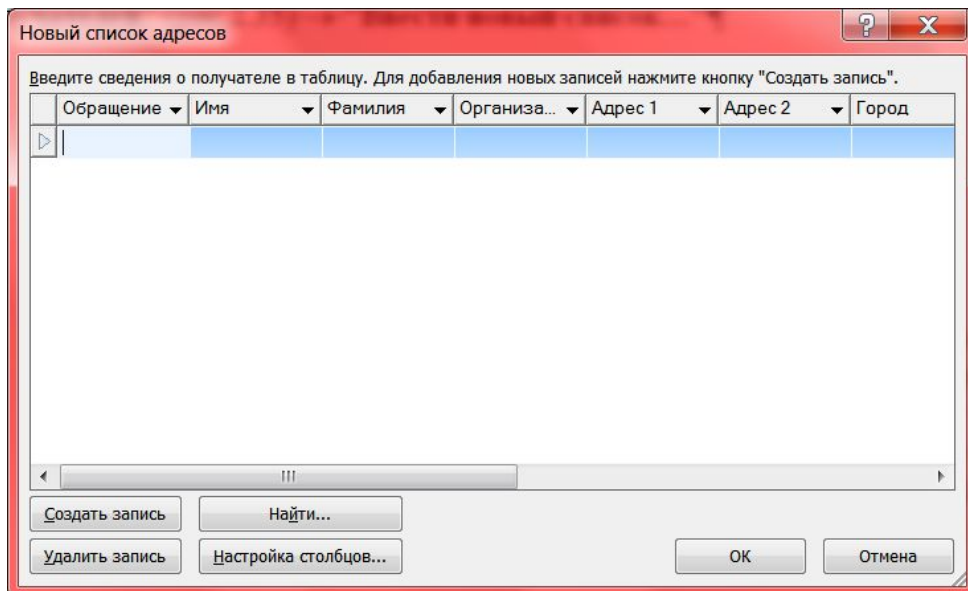 Новый список адресов
Введите сведения о получателе в таблицу. Для добавления новых записей нажмите кнопку "Создать запись".
Обращение Имя Фамилия Организа... Адрес 1 Адрес 2 Город
Создать запись Найти...
Удалить запись Настройка столбцов... ОК Отмена